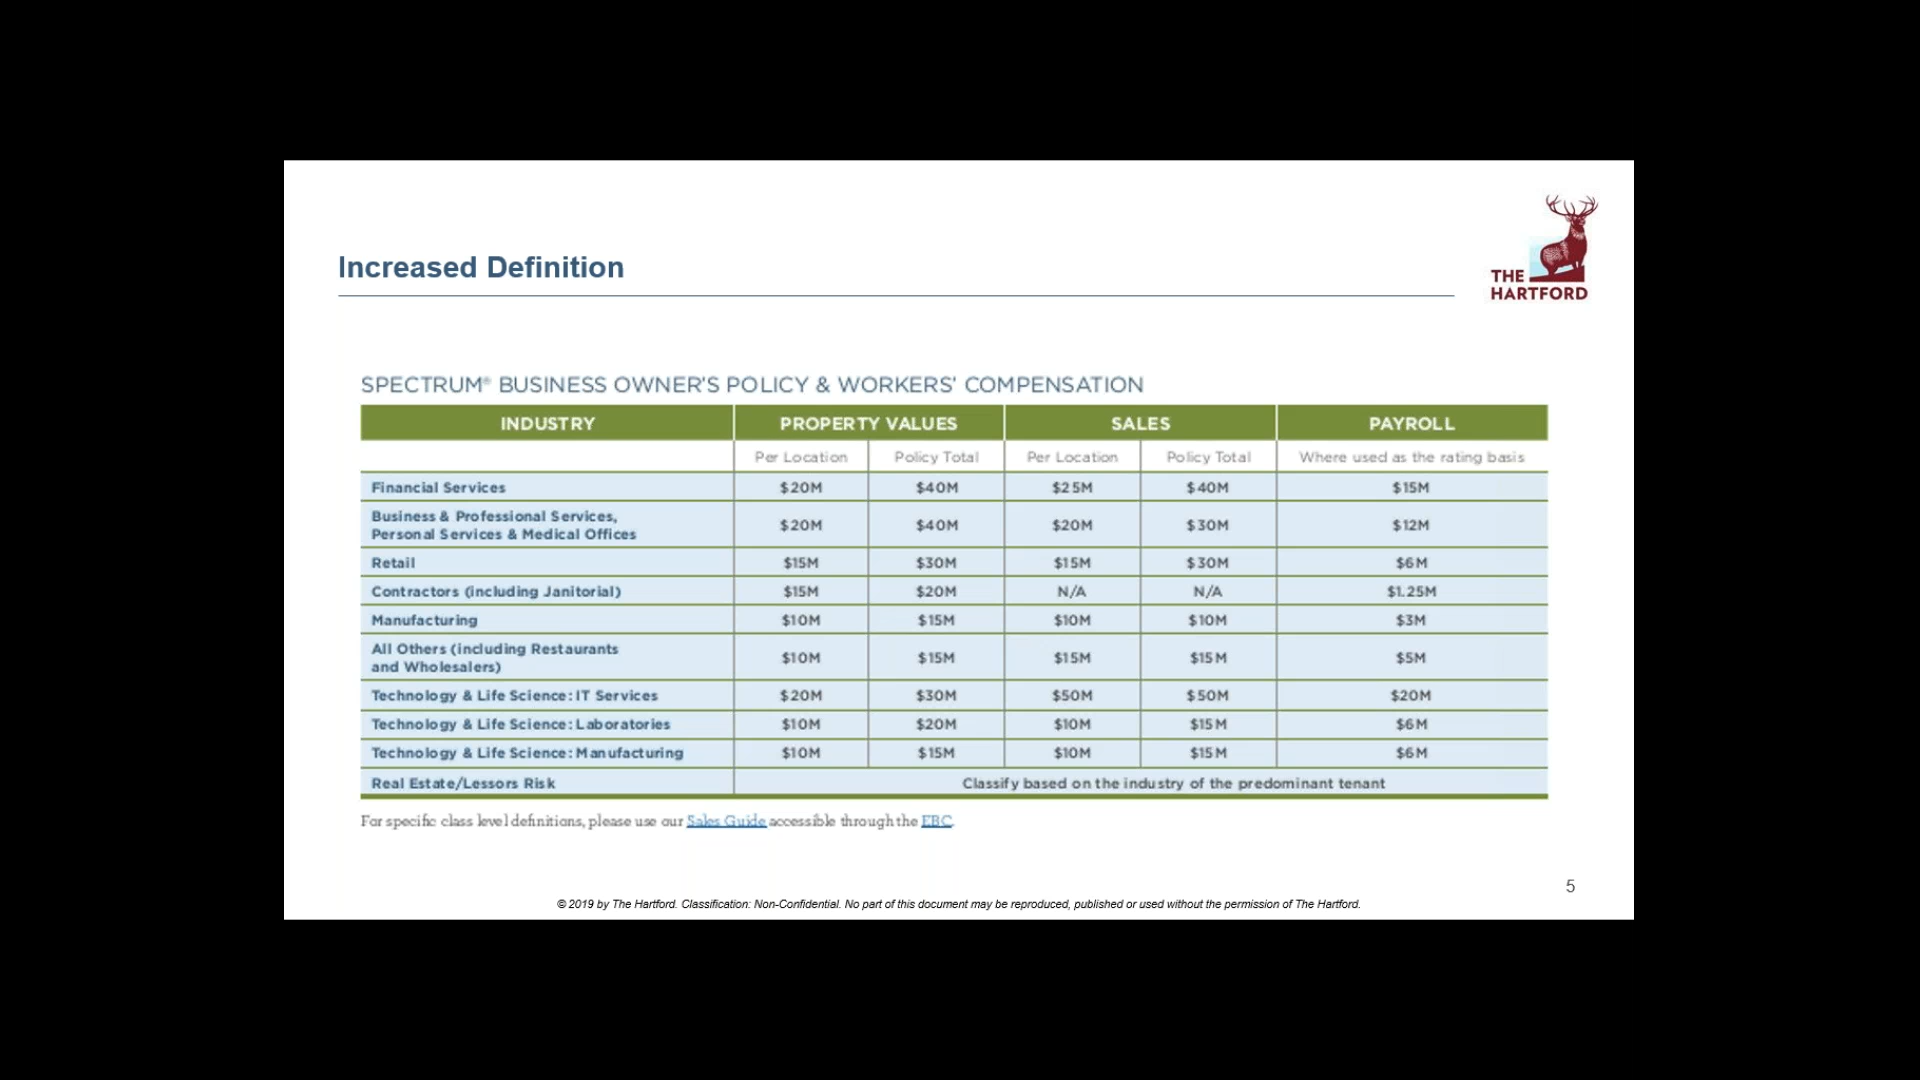 Increased Definition
THE
HARTFORD
SPECTRUM® BUSINESS OWNER'S POLICY & WORKERS' COMPENSATION
INDUSTRY PROPERTY VALUES SALES PAYROLL
Per Location Policy Total Per Location Policy Total Where used as the rating basis
Financial Services $20M $40M $25M $40M $15M
Business & Professional Services,
Personal Services & Medical Offices $20M $40M $20M $30M $12M
Retail $15M $30M $15M $30M $6M
Contractors (including Janitorial) $15M $20M N/A N/A $1.25M
Manufacturing $10M $15M $10M $10M $3M
All Others (including Restaurants
and Wholesalers) $10M $15M $15M $15M $5M
Technology & Life Science: IT Services $20M $30M $50M $50M $20M
Technology & Life Science: Laboratories $10M $20M $10M $15M $6M
Technology & Life Science: Manufacturing $10M $15M $10M $15M $6M
Real Estate/Lessors Risk Classify based on the industry of the predominant tenant
For specific class level definitions, please use our Sales Guide accessible through the EBC.
5
© 2019 by The Hartford. Classification: Non-Confidential. No part of this document may be reproduced, published or used without the permission of The Hartford.